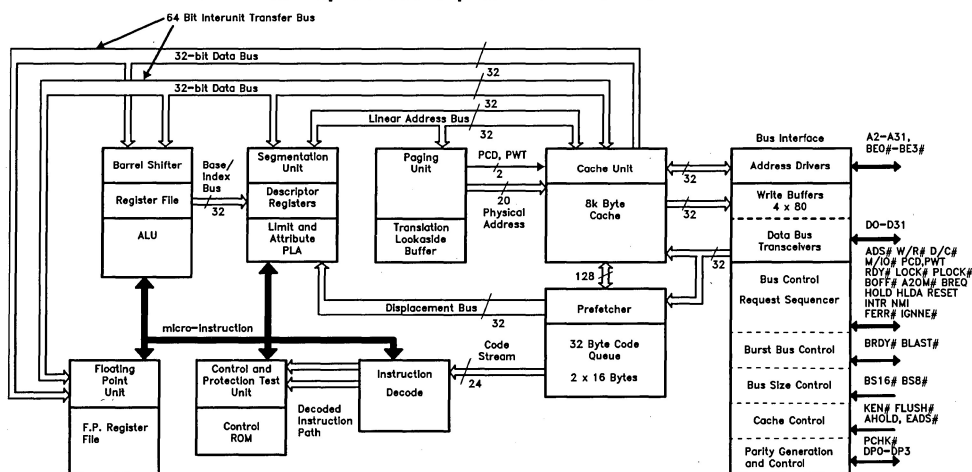 64 Bit Interunit Transfer Bus
32-bit Data Bus
32
32-bit Data Bus
32
32
Linear Address Bus
32
Barrel Shifter
Register File
ALU
Base/
Index
Bus
32
Segmentation
Unit
Descriptor
Registers
Limit and
Attribute
PLA
Paging
Unit
Translation
Lookaside
Buffer
PCD, PWT
2
20
Physical
Address
Cache Unit
8k Byte
Cache
32
32
32
128
Displacement Bus
32
Prefetcher
32 Byte Code
Queue
2 x 16 Bytes
micro-instruction
Code
Stream
24
Floating
Point
Unit
F.P. Register
File
Control and
Protection Test
Unit
Control
ROM
Decoded
Instruction
Path
Instruction
Decode
Bus Interface
Address Drivers
Write Buffers
4 x 80
Data Bus
Transceivers
Bus Control
Request Sequencer
Burst Bus Control
Bus Size Control
Cache Control
Parity Generation
and Control
A2-A31,
BE0#-BE3#
D0-D31
ADS# W/R# D/C#
M/IO# PCD,PWT
RDY# LOCK# PLOCK#
BOFF# A20M# BREQ
HOLD HLDA RESET
INTR NMI
FERR# IGNNE#
BRDY# BLAST#
BS16# BS8#
KEN# FLUSH#
AHOLD, EADS#
PCHK#
DP0-DP3